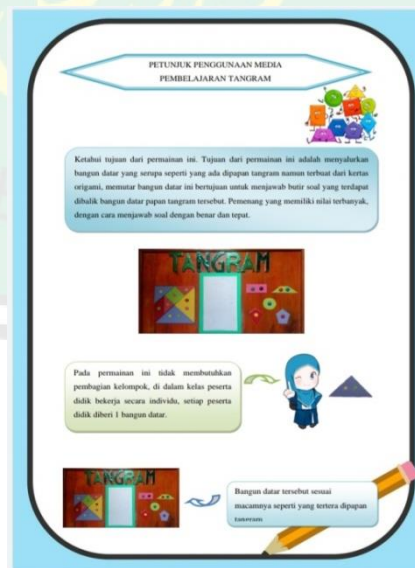 PETUNJUK PENGGUNAAN MEDIA
PEMBELAJARAN TANGRAM
Ketahui tujuan dari permainan ini. Tujuan dari permainan ini adalah menyalurkan
bangun datar yang serupa seperti yang ada dipapan tangram namun terbuat dari kertas
origami, memutar bangun datar ini bertujuan untuk menjawab butir soal yang terdapat
dibalik bangun datar papan tangram tersebut. Pemenang yang memiliki nilai terbanyak,
dengan cara menjawab soal dengan benar dan tepat.
TANGRAM
Pada permainan ini tidak membutuhkan
pembagian kelompok, di dalam kelas peserta
didik bekerja secara individu, setiap peserta
didik diberi 1 bangun datar.
TANGRAM
Bangun datar tersebut sesuai
macamnya seperti yang tertera dipapan
tangram